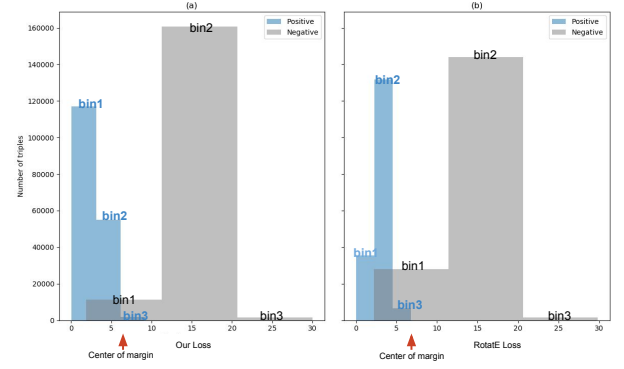 (a)
Positive
Negative
bin2
bin1
bin2
bin1
bin3
bin3
Number of triples
160000
140000
120000
100000
80000
60000
40000
20000
0
0 5 10 15 20 25 30
Our Loss
Center of margin
(b)
Positive
Negative
bin2
bin2
bin1
bin1
bin3
bin3
0 5 10 15 20 25 30
RotatE Loss
Center of margin